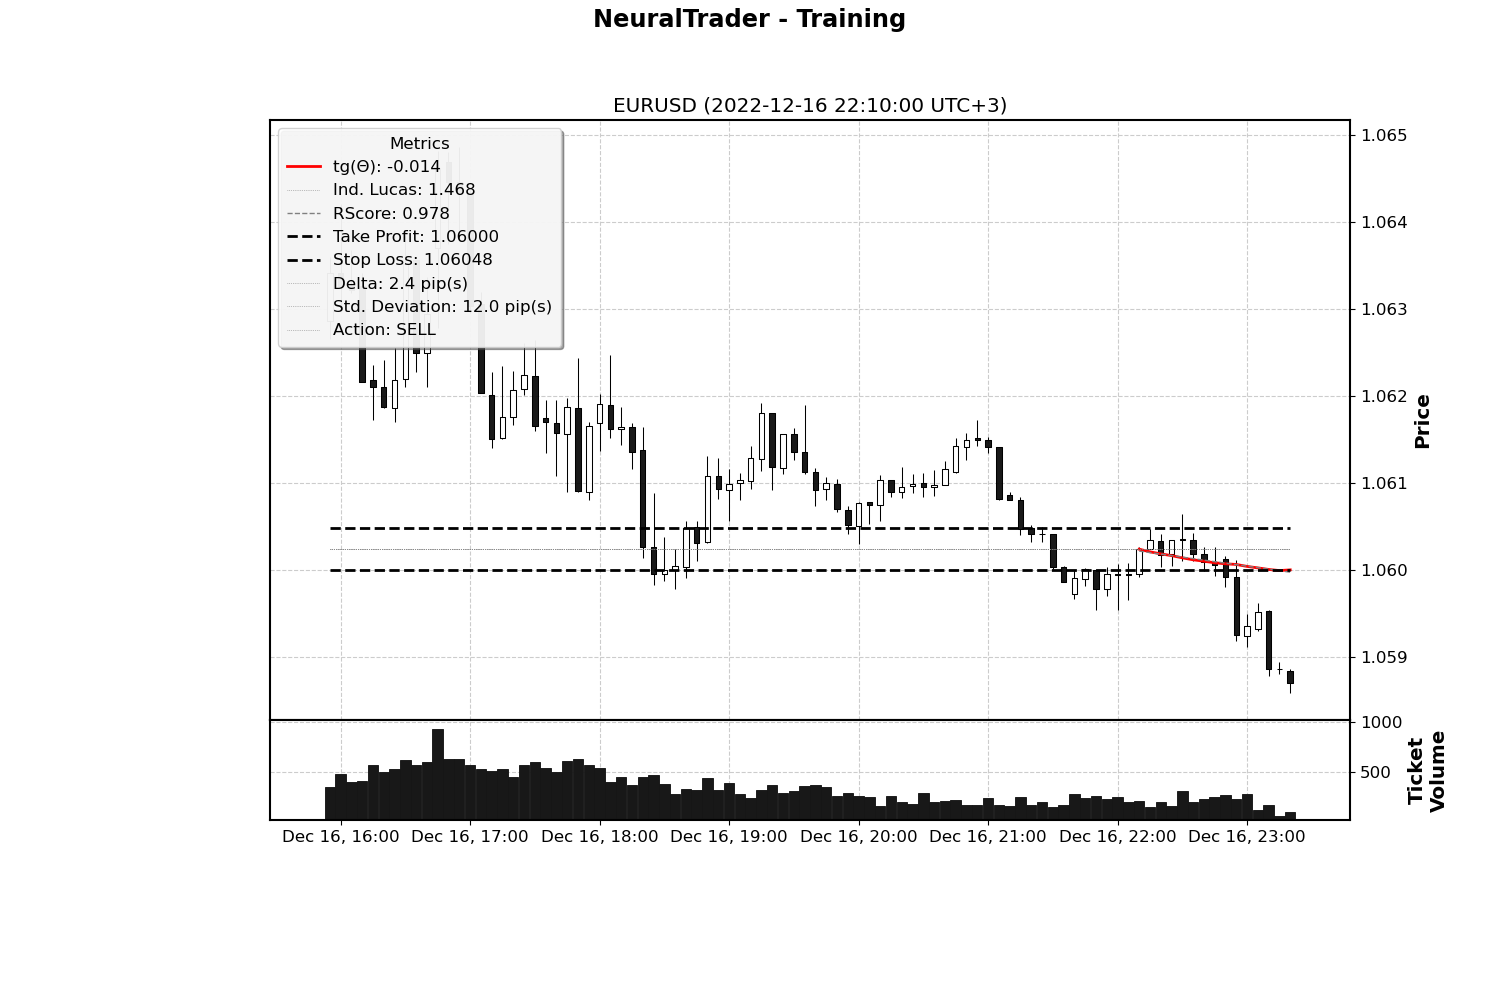 NeuralTrader - Training
EURUSD (2022-12-16 22:10:00 UTC+3)
Metrics
tg(Θ): -0.014
Ind. Lucas: 1.468
RScore: 0.978
Take Profit: 1.06000
Stop Loss: 1.06048
Delta: 2.4 pip(s)
Std. Deviation: 12.0 pip(s)
Action: SELL
1.065
1.064
1.063
1.062
1.061
1.060
1.059
Price
1000
500
Ticket
Volume
Dec 16, 16:00
Dec 16, 17:00
Dec 16, 18:00
Dec 16, 19:00
Dec 16, 20:00
Dec 16, 21:00
Dec 16, 22:00
Dec 16, 23:00